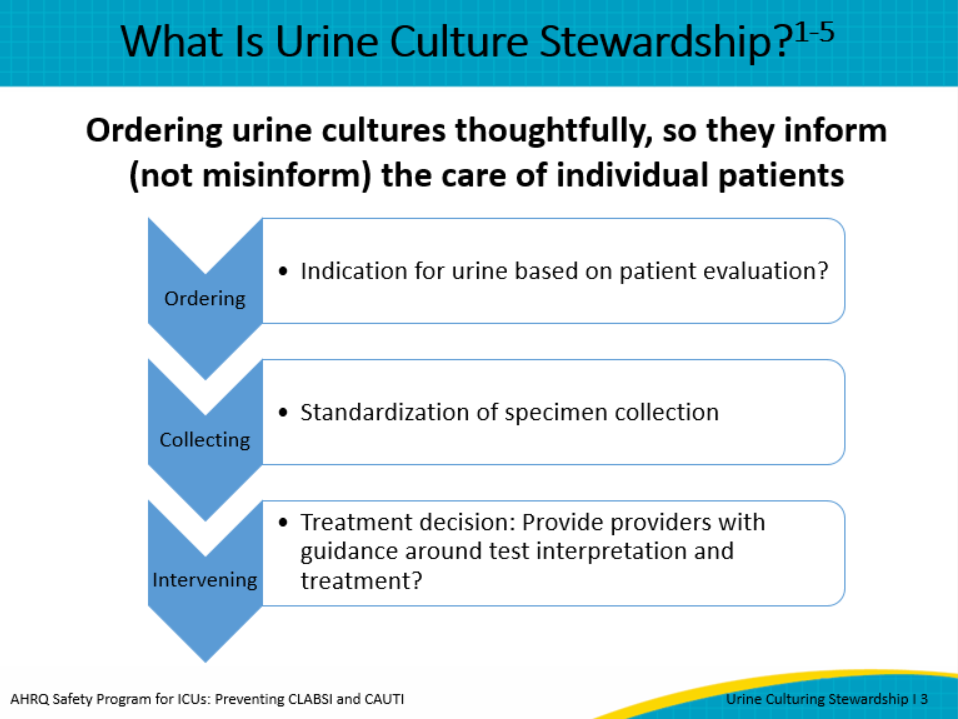 What Is Urine Culture Stewardship?1-5
Ordering urine cultures thoughtfully, so they inform
(not misinform) the care of individual patients
Ordering
• Indication for urine based on patient evaluation?
Collecting
• Standardization of specimen collection
Intervening
• Treatment decision: Provide providers with
guidance around test interpretation and
treatment?
AHRQ Safety Program for ICUs: Preventing CLABSI and CAUTI
Urine Culturing Stewardship I 3